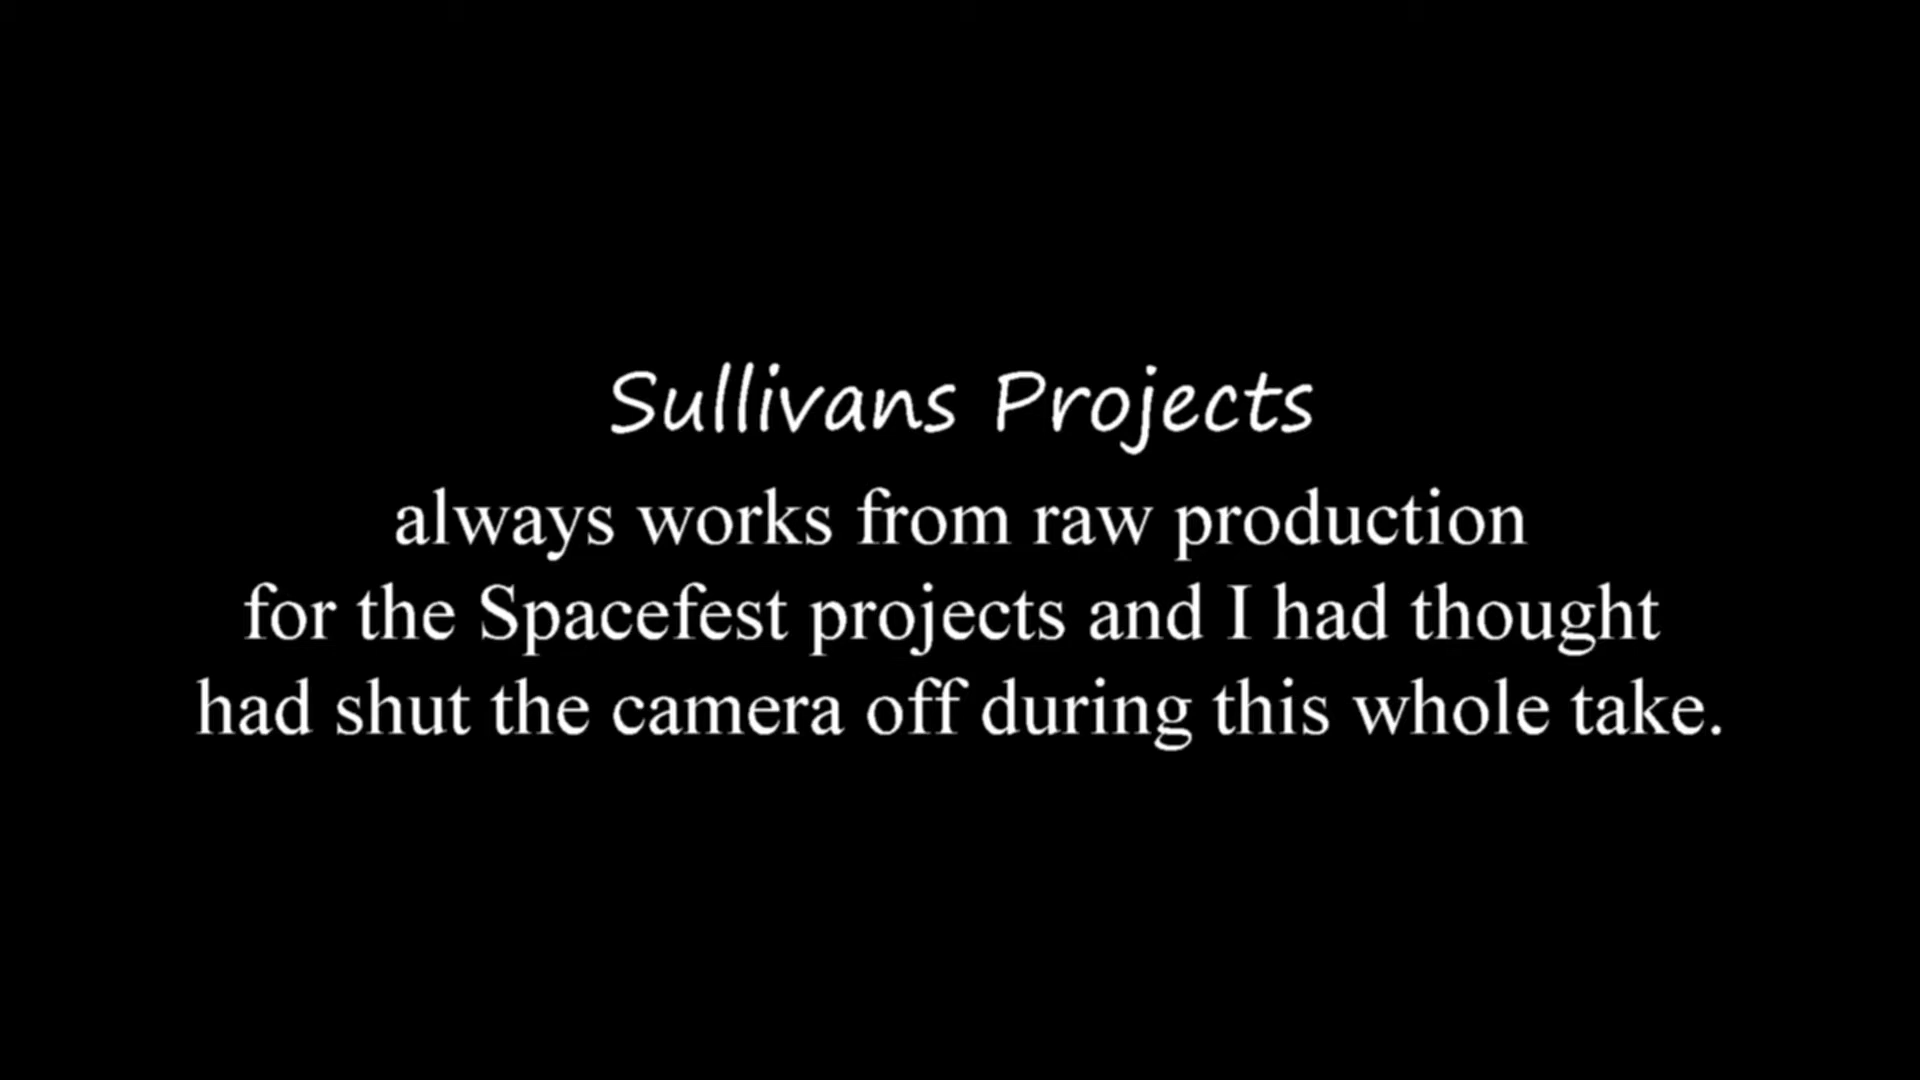 Sullivans Projects
always works from raw production
for the Spacefest projects and I had thought
had shut the camera off during this whole take.